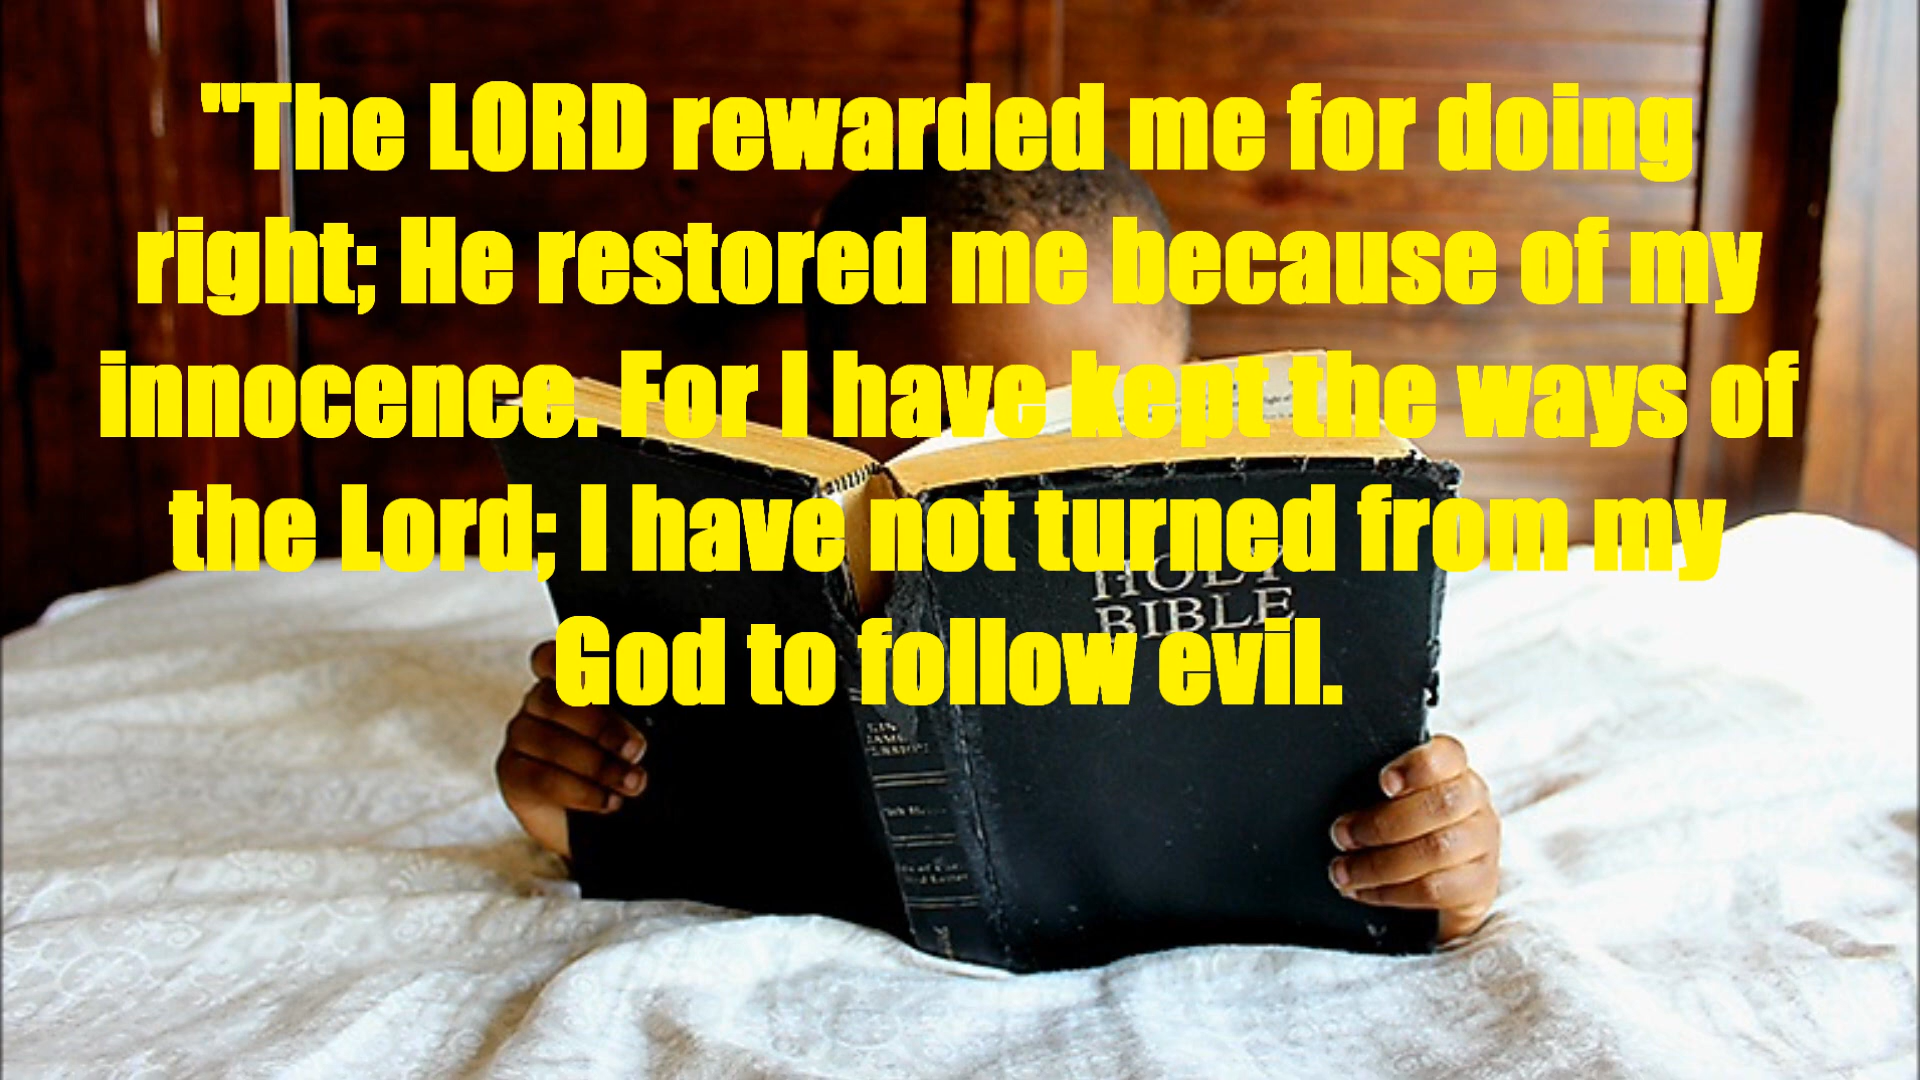 "The LORD rewarded me for doing
right; He restored me because of my
innocence. For I have kept the ways of
the Lord; I have not turned from my
God to follow evil.
HOLY
BIBLE